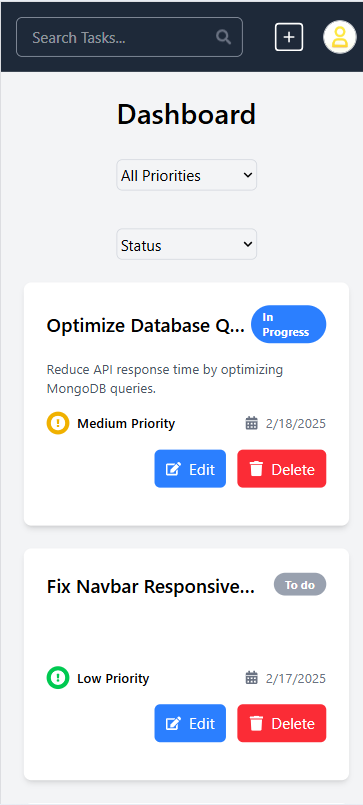 Search Tasks...
Dashboard
All Priorities
Status
Optimize Database Q...
In
Progress
Reduce API response time by optimizing
MongoDB queries.
Medium Priority
2/18/2025
Edit
Delete
Fix Navbar Responsive...
To do
Low Priority
2/17/2025
Edit
Delete